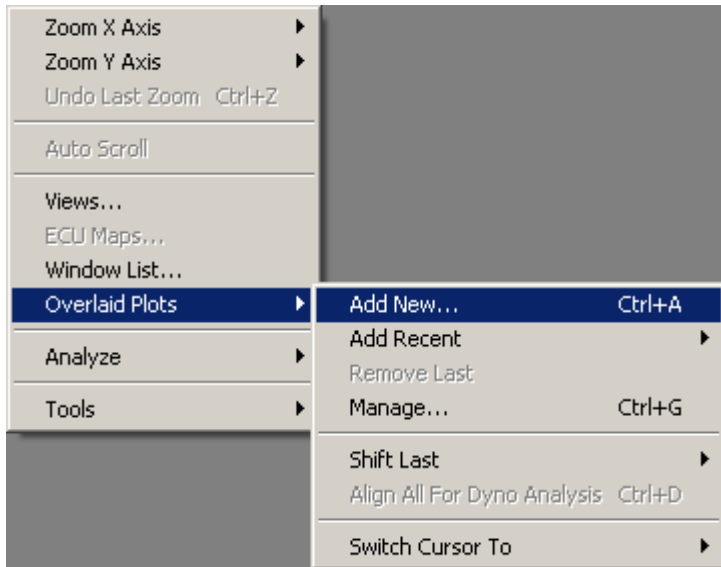 Zoom X Axis
Zoom Y Axis
Undo Last Zoom Ctrl+Z
Auto Scroll
Views...
ECU Maps...
Window List...
Overlaid Plots
Analyze
Tools
Add New... Ctrl+A
Add Recent
Remove Last
Manage... Ctrl+G
Shift Last
Align All For Dyno Analysis Ctrl+D
Switch Cursor To